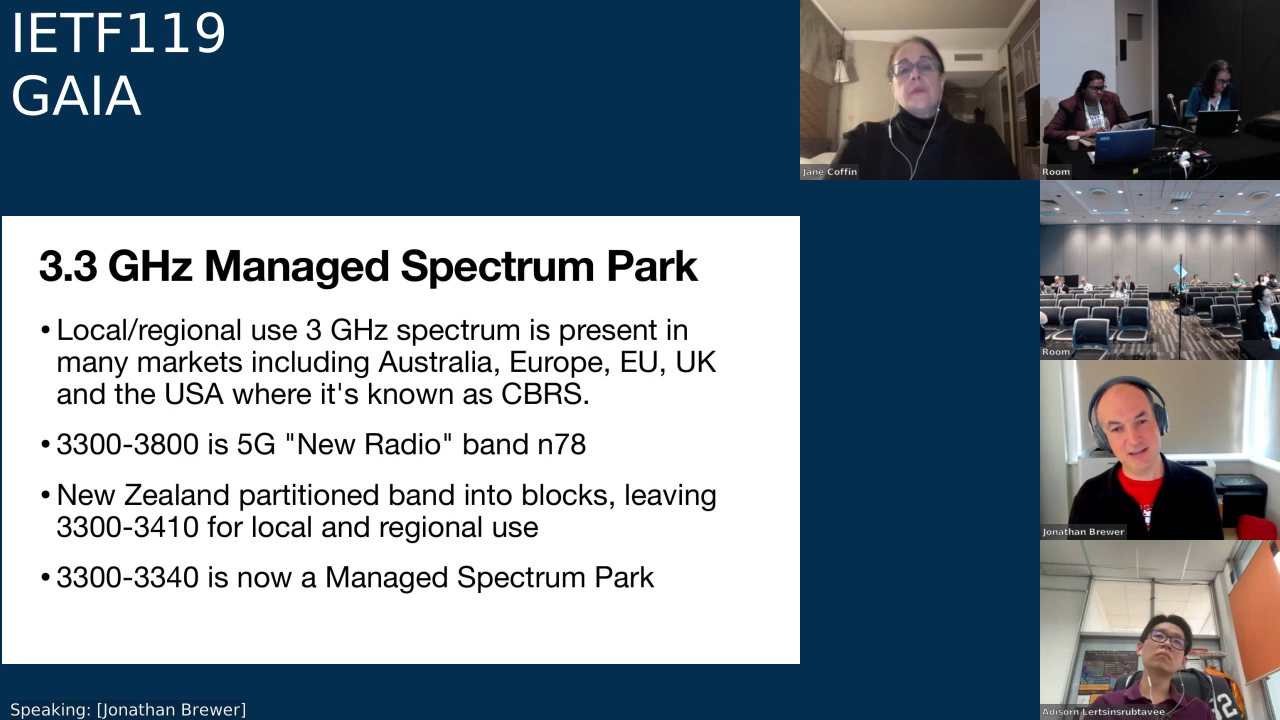 IETF119
GAIA
Jane Coffin
Room
3.3 GHz Managed Spectrum Park
• Local/regional use 3 GHz spectrum is present in
many markets including Australia, Europe, EU, UK
and the USA where it's known as CBRS.
• 3300-3800 is 5G "New Radio" band n78
• New Zealand partitioned band into blocks, leaving
3300-3410 for local and regional use
• 3300-3340 is now a Managed Spectrum Park
Room
Jonathan Brewer
Adisorn Lertsinsrubtavee
Speaking: [Jonathan Brewer]